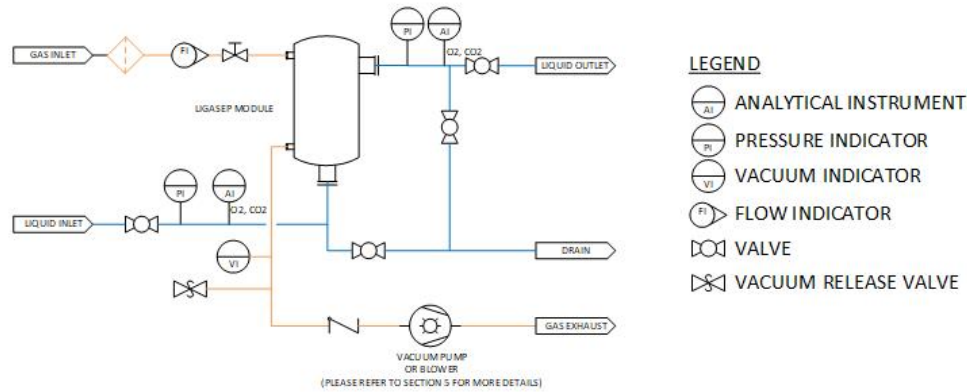 PI
AI
O2, CO2
GAS INLET
FI
LIQUID OUTLET
LIGASEP MODULE
PI
AI
O2, CO2
LIQUID INLET
VI
DRAIN
GAS EXHAUST
VACUUM PUMP
OR BLOWER
(PLEASE REFER TO SECTION 5 FOR MORE DETAILS)
LEGEND
AI ANALYTICAL INSTRUMENT
PI PRESSURE INDICATOR
VI VACUUM INDICATOR
FI FLOW INDICATOR
VALVE
VACUUM RELEASE VALVE